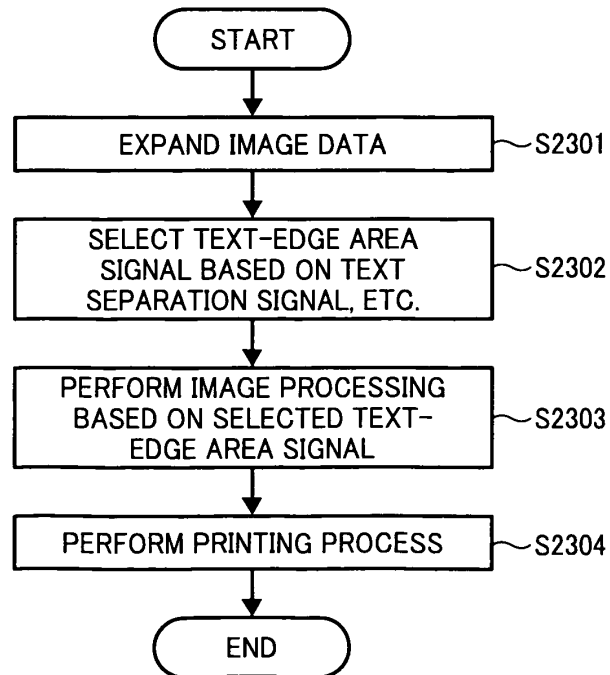 START
EXPAND IMAGE DATA
S2301
SELECT TEXT-EDGE AREA
SIGNAL BASED ON TEXT
SEPARATION SIGNAL, ETC.
S2302
PERFORM IMAGE PROCESSING
BASED ON SELECTED TEXT-
EDGE AREA SIGNAL
S2303
PERFORM PRINTING PROCESS
S2304
END